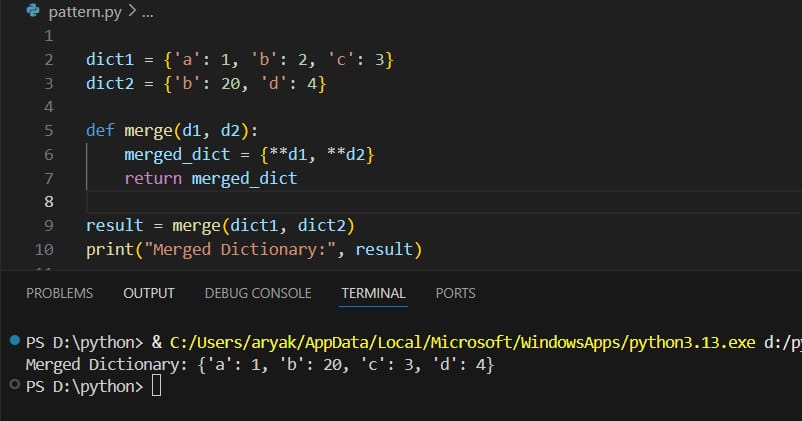 pattern.py > ...
1
2 dict1 = {'a': 1, 'b': 2, 'c': 3}
3 dict2 = {'b': 20, 'd': 4}
4
5 def merge(d1, d2):
6     merged_dict = {**d1, **d2}
7     return merged_dict
8
9 result = merge(dict1, dict2)
10 print("Merged Dictionary:", result)
11
PROBLEMS OUTPUT DEBUG CONSOLE TERMINAL PORTS
PS D:\python> & C:/Users/aryak/AppData/Local/Microsoft/WindowsApps/python3.13.exe d:/py
Merged Dictionary: {'a': 1, 'b': 20, 'c': 3, 'd': 4}
PS D:\python>